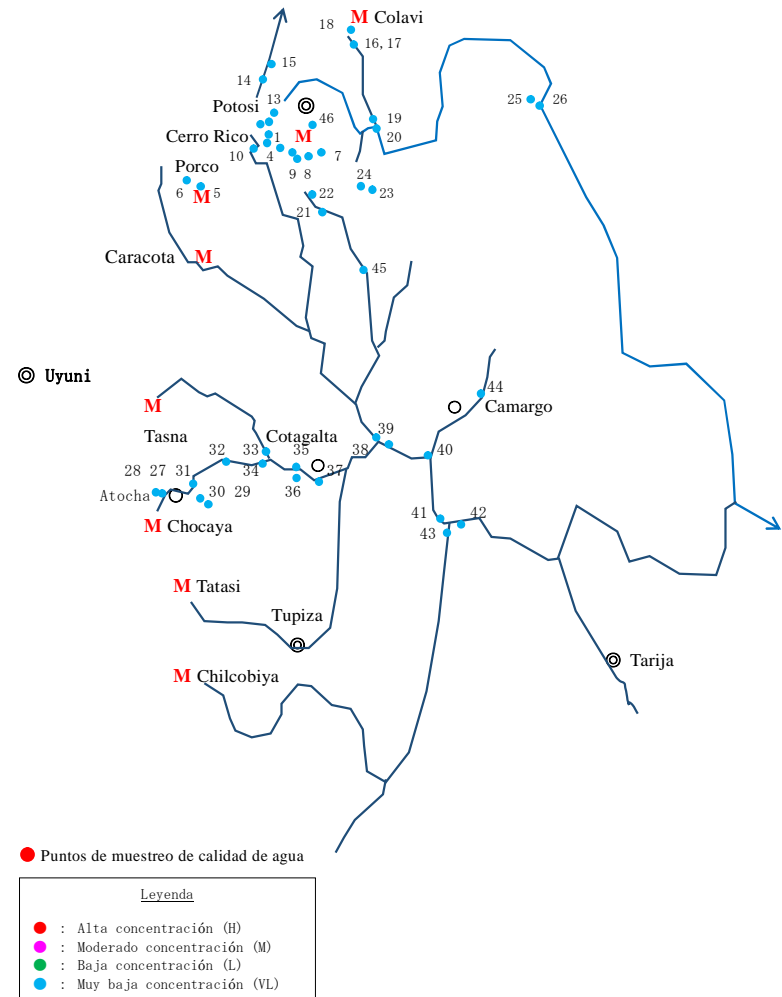 18
M Colavi
16,17
15
14
13
Potosi
46
19
25
26
Cerro Rico
1
M
20
10
4
7
Porco
9
8
24
6
5
22
23
M
21
Caracota
M
45
Uyuni
44
M
Camargo
Tasna
Cotagalta
39
32
33
35
38
40
28
27
31
34
37
Atocha
30
29
36
M Chocaya
41
42
43
M Tatasi
Tupiza
Tarija
M Chilcobiya
Puntos de muestreo de calidad de agua
Leyenda
: Alta concentración (H)
: Moderado concentración (M)
: Baja concentración (L)
: Muy baja concentración (VL)